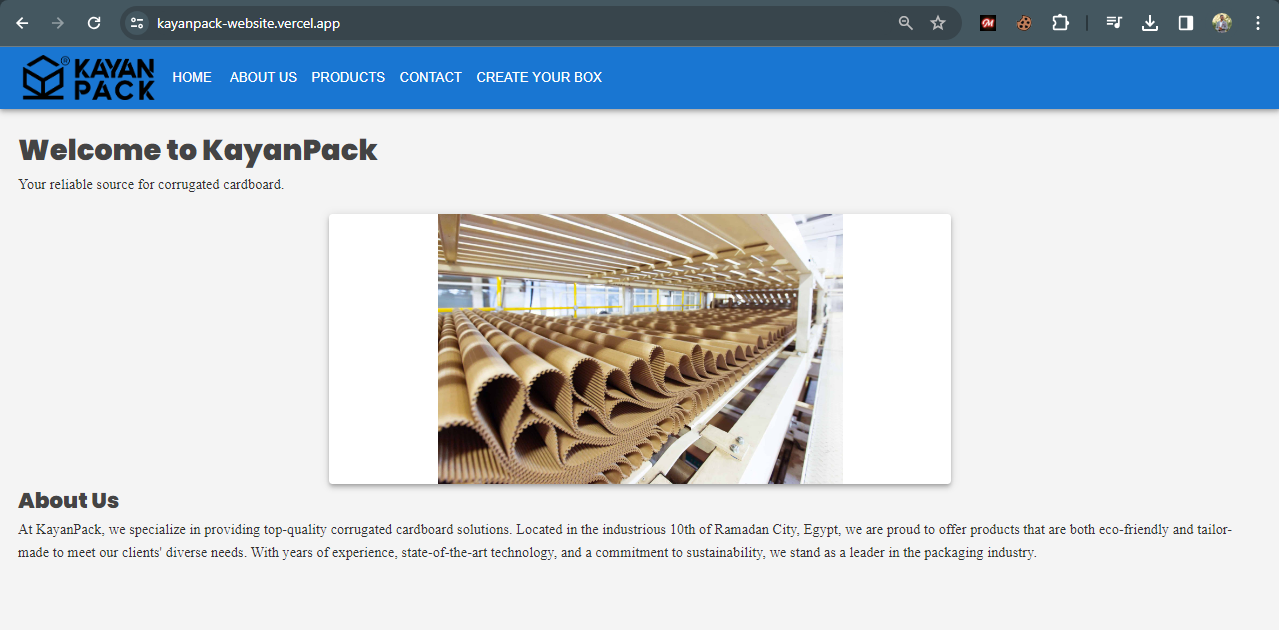 kayanpack-website.vercel.app
KAYAN
PACK
®
HOME ABOUT US PRODUCTS CONTACT CREATE YOUR BOX
Welcome to KayanPack
Your reliable source for corrugated cardboard.
About Us
At KayanPack, we specialize in providing top-quality corrugated cardboard solutions. Located in the industrious 10th of Ramadan City, Egypt, we are proud to offer products that are both eco-friendly and tailor-
made to meet our clients' diverse needs. With years of experience, state-of-the-art technology, and a commitment to sustainability, we stand as a leader in the packaging industry.